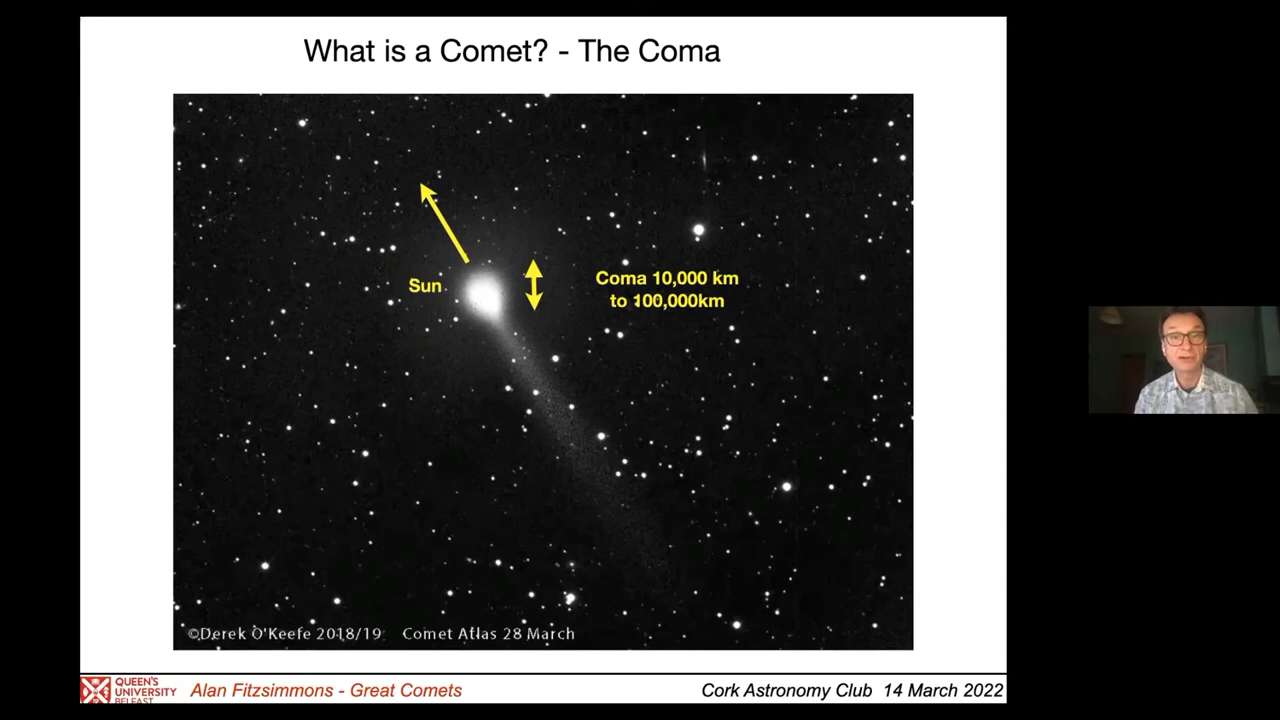 What is a Comet? - The Coma
Sun
Coma 10,000 km
to 100,000km
©Derek O'Keefe 2018/19 Comet Atlas 28 March
QUEEN'S
UNIVERSITY
BELFAST
Alan Fitzsimmons - Great Comets
Cork Astronomy Club 14 March 2022